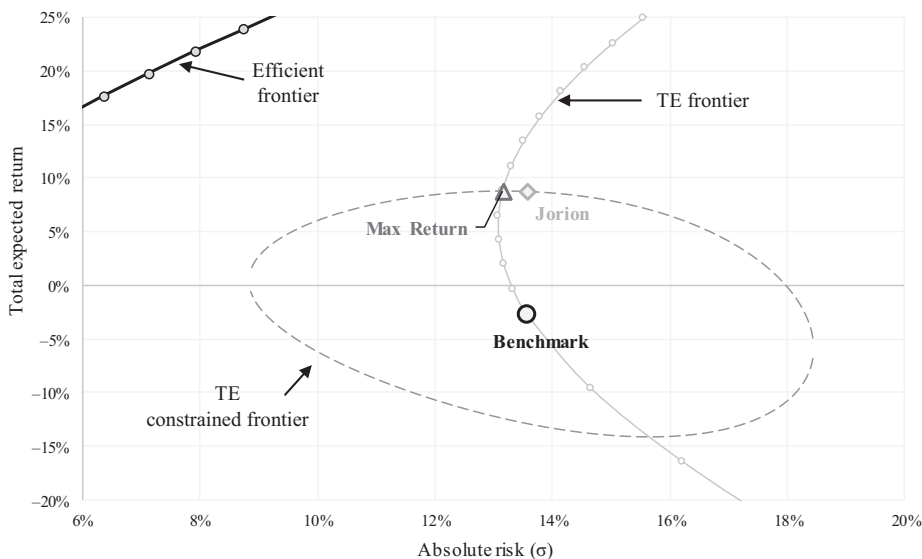 25%
20%
15%
10%
5%
0%
–5%
–10%
–15%
–20%
Total expected return
Efficient
frontier
TE frontier
Max Return
Jorion
Benchmark
TE
constrained frontier
6%
8%
10%
12%
14%
16%
18%
20%
Absolute risk (σ)